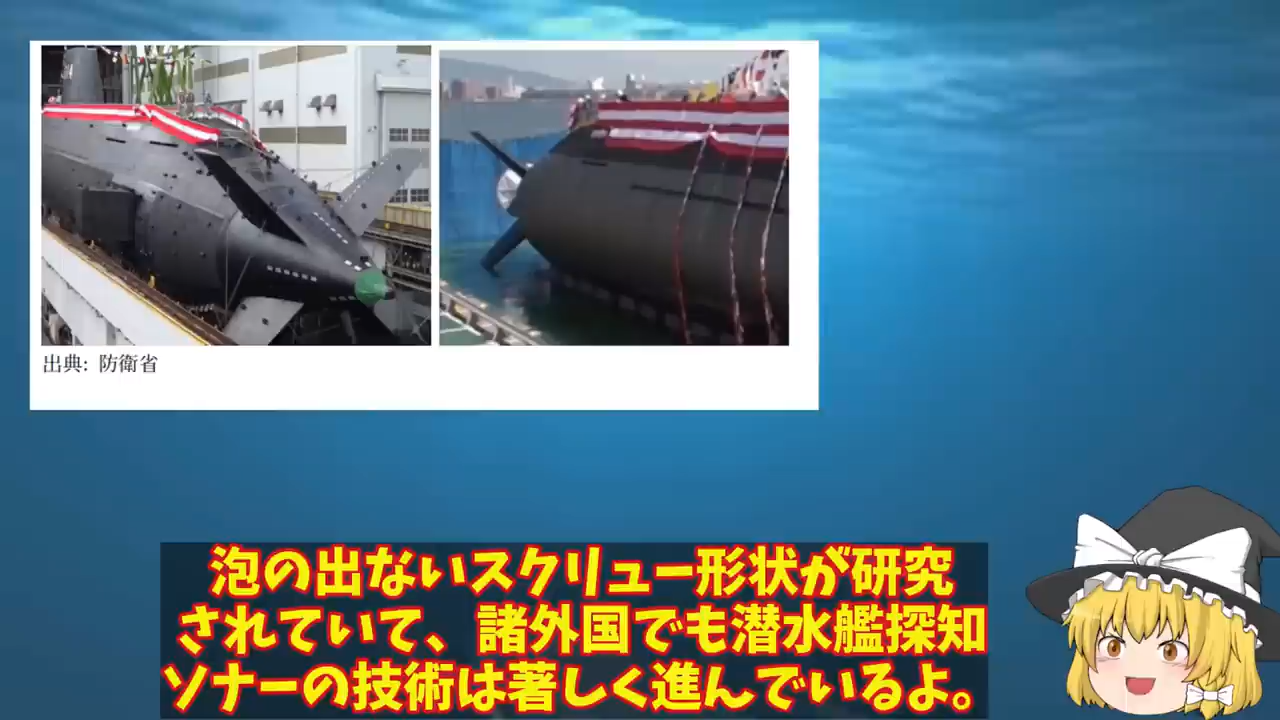 出典: 防衛省
泡の出ないスクリュー形状が研究
されていて、諸外国でも潜水艦探知
ソナーの技術は著しく進んでいるよ。